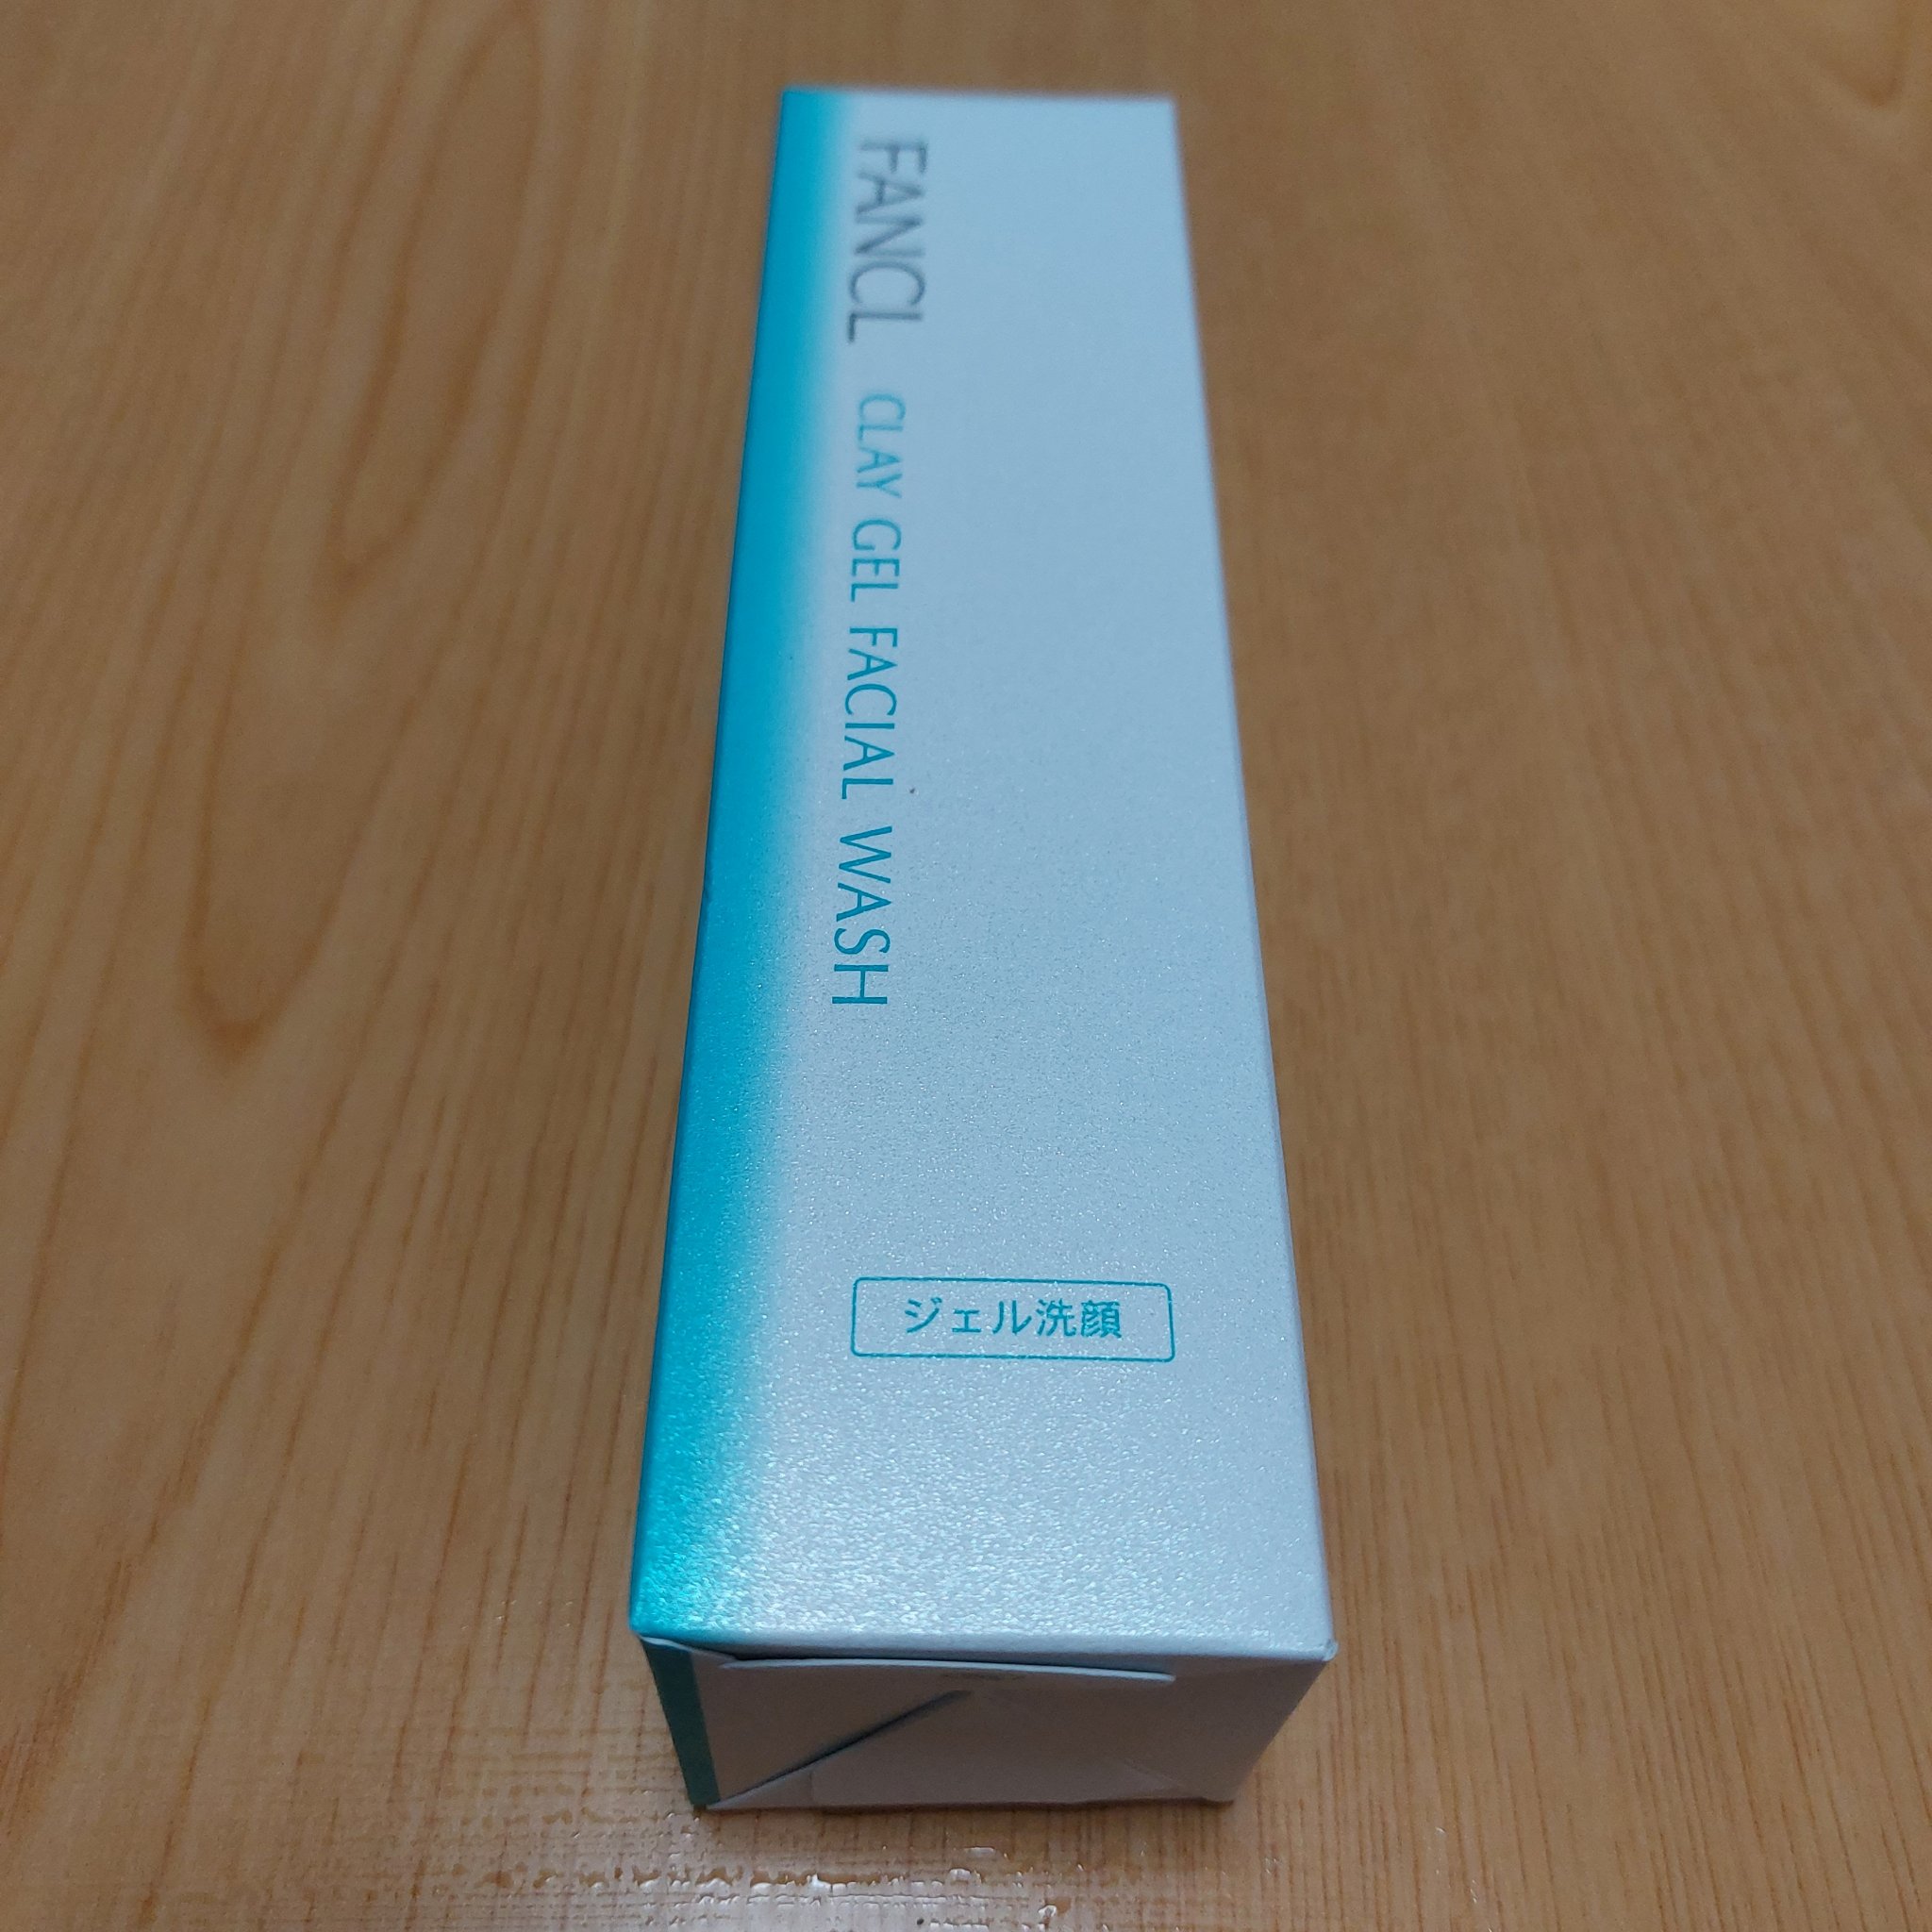 FANCL CLAY GEL FACIAL WASH
ジェル洗顔